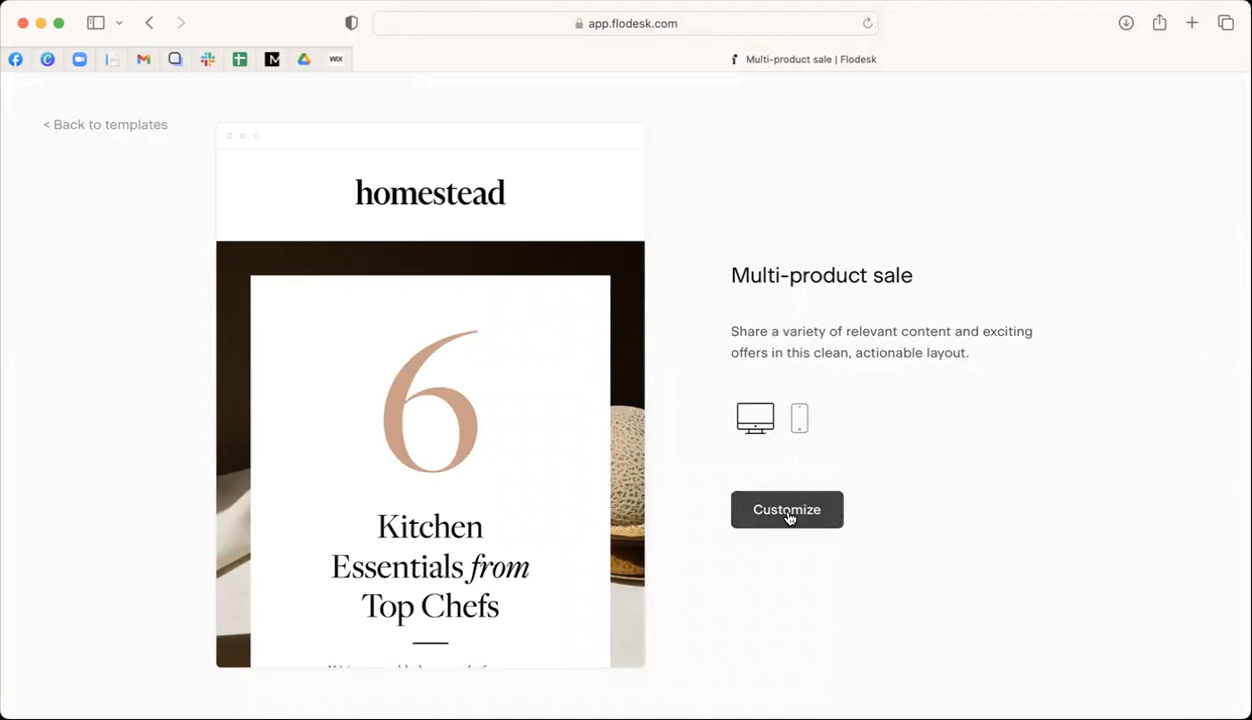 app.flodesk.com
WIX
Multi-product sale | Flodesk
< Back to templates
homestead
6
Kitchen
Essentials from
Top Chefs
Multi-product sale
Share a variety of relevant content and exciting
offers in this clean, actionable layout.
Customize